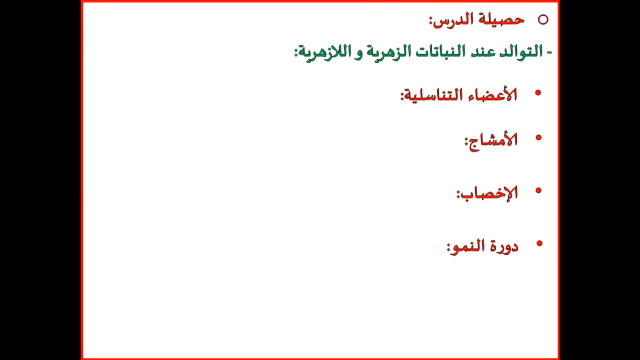 حصيلة الدرس:
- التوالد عند النباتات الزهرية و اللازهرية:
• الأعضاء التناسلية:
• الأمشاج:
• الإخصاب:
• دورة النمو: